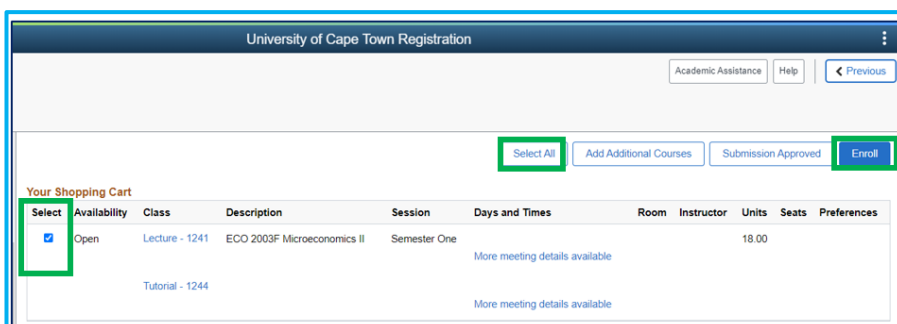 University of Cape Town Registration
Academic Assistance Help Previous
Select All Add Additional Courses Submission Approved Enroll
Your Shopping Cart
Select Availability Class Description Session Days and Times Room Instructor Units Seats Preferences
Open Lecture - 1241 ECO 2003F Microeconomics II Semester One 18.00
More meeting details available
Tutorial - 1244
More meeting details available